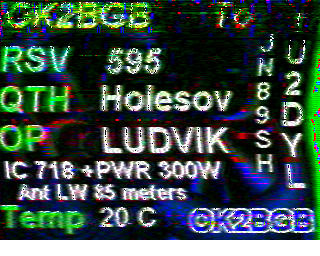 OK2BGB To
RSV 595
QTH Holesov
OP LUDVIK
IC 718 +PWR 300W
Ant LW 85 meters
Temp 20 C
OK2BGB
JN89SH
IU2DYL